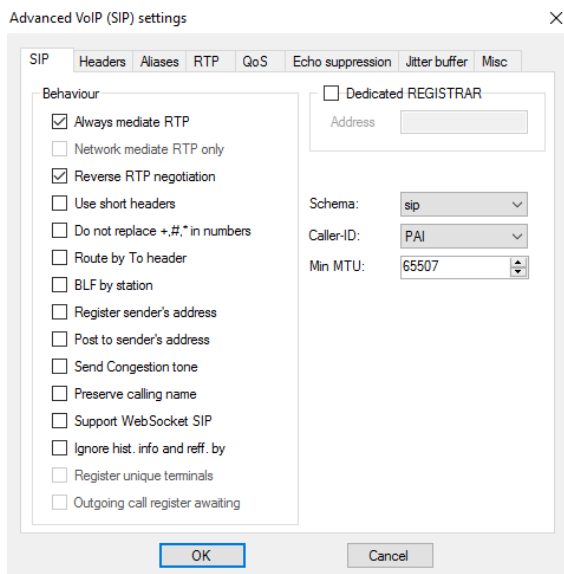 Advanced VoIP (SIP) settings
SIP Headers Aliases RTP QoS Echo suppression Jitter buffer Misc
Behaviour
Always mediate RTP
Network mediate RTP only
Reverse RTP negotiation
Use short headers
Do not replace +,#,* in numbers
Route by To header
BLF by station
Register sender's address
Post to sender's address
Send Congestion tone
Preserve calling name
Support WebSocket SIP
Ignore hist. info and reff. by
Register unique terminals
Outgoing call register awaiting
Dedicated REGISTRAR
Address
Schema: sip
Caller-ID: PAI
Min MTU: 65507
OK Cancel